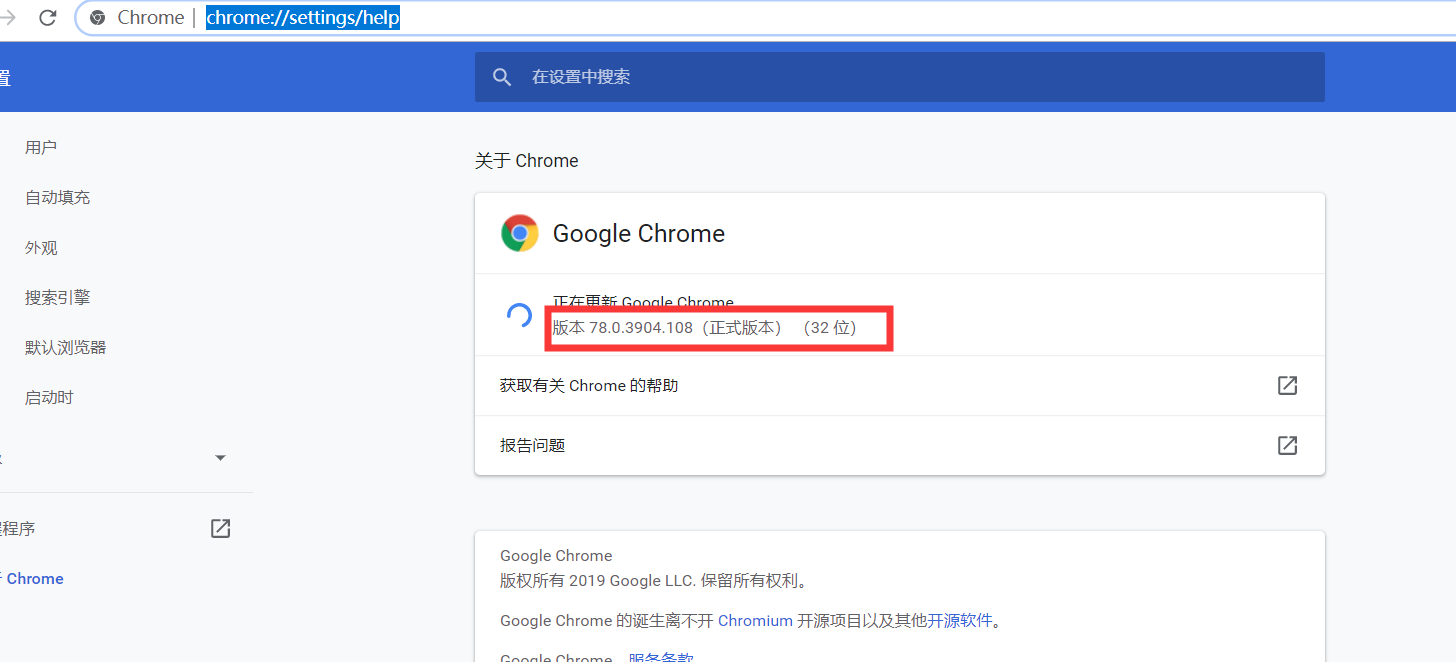 Chrome | chrome://settings/help
置
在设置中搜索
用户
自动填充
外观
搜索引擎
默认浏览器
启动时
程序
Chrome
关于 Chrome
Google Chrome
正在更新 Google Chrome
版本 78.0.3904.108（正式版本） （32 位）
获取有关 Chrome 的帮助
报告问题
Google Chrome
版权所有 2019 Google LLC. 保留所有权利。
Google Chrome 的诞生离不开 Chromium 开源项目以及其他开源软件。
Google Chrome 服务条款